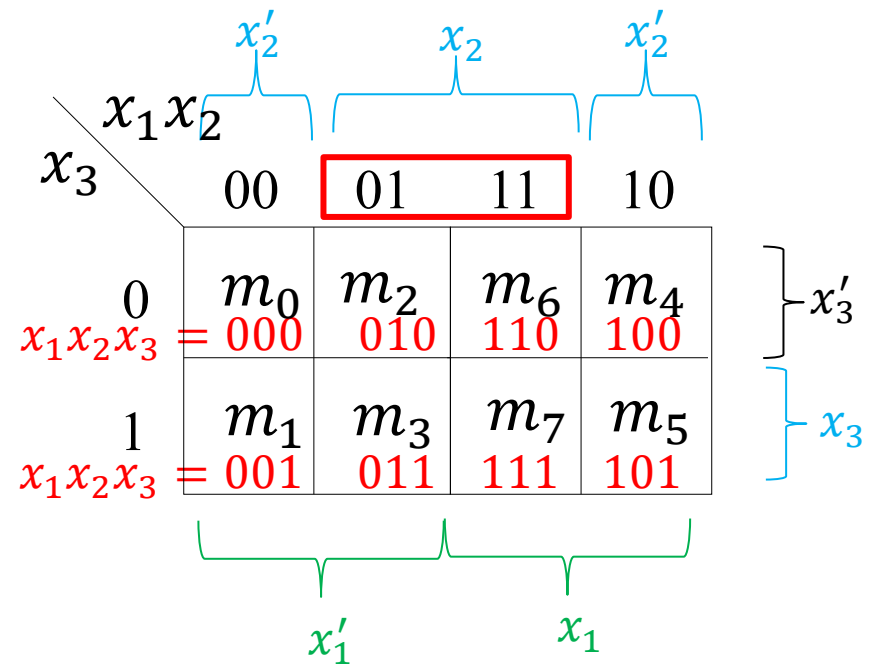 x₂′ x₂ x₂′
x₁x₂
x₃
00 01 11 10
0 m₀ m₂ m₆ m₄ x₃′
x₁x₂x₃ = 000 010 110 100
1 m₁ m₃ m₇ m₅ x₃
x₁x₂x₃ = 001 011 111 101
x₁′ x₁